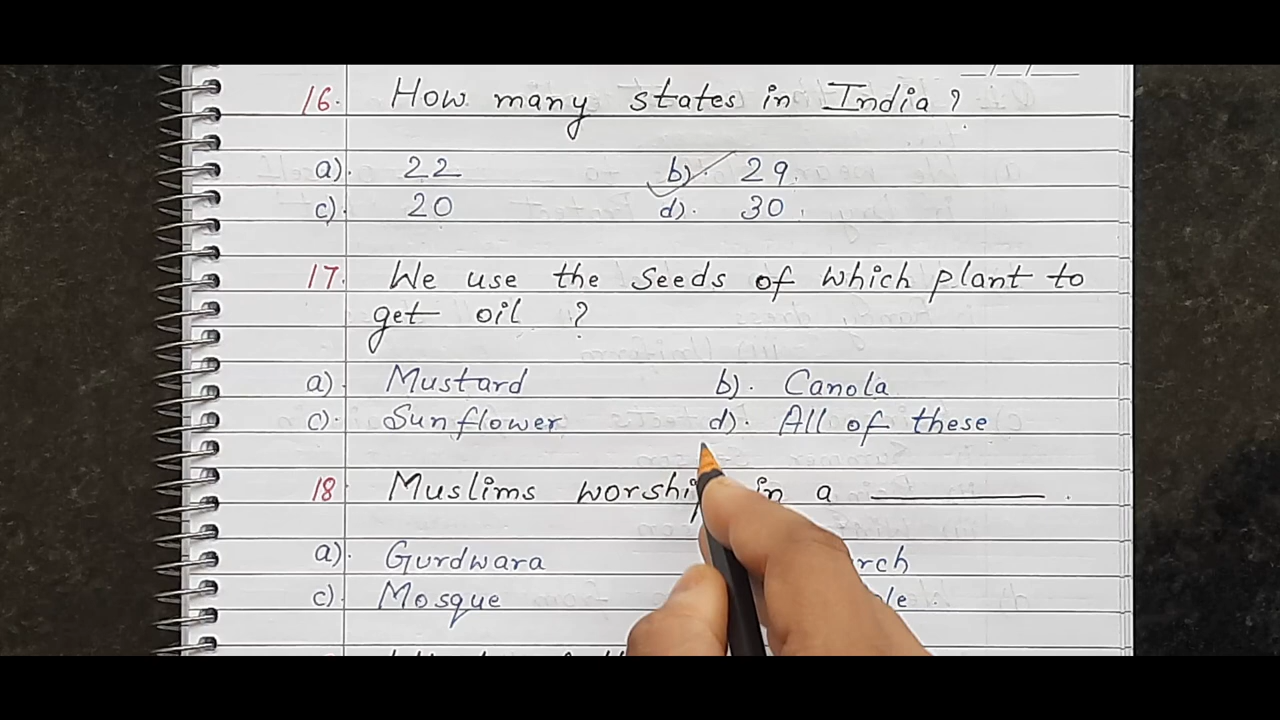 16. How many states in India ?
a). 22 b). 29.
c). 20 d). 30.
17. We use the seeds of which plant to
get oil ?
a). Mustard b). Canola
c). Sunflower d). All of these
18 Muslims worship in a ________ .
a). Gurdwara
c). Mosque